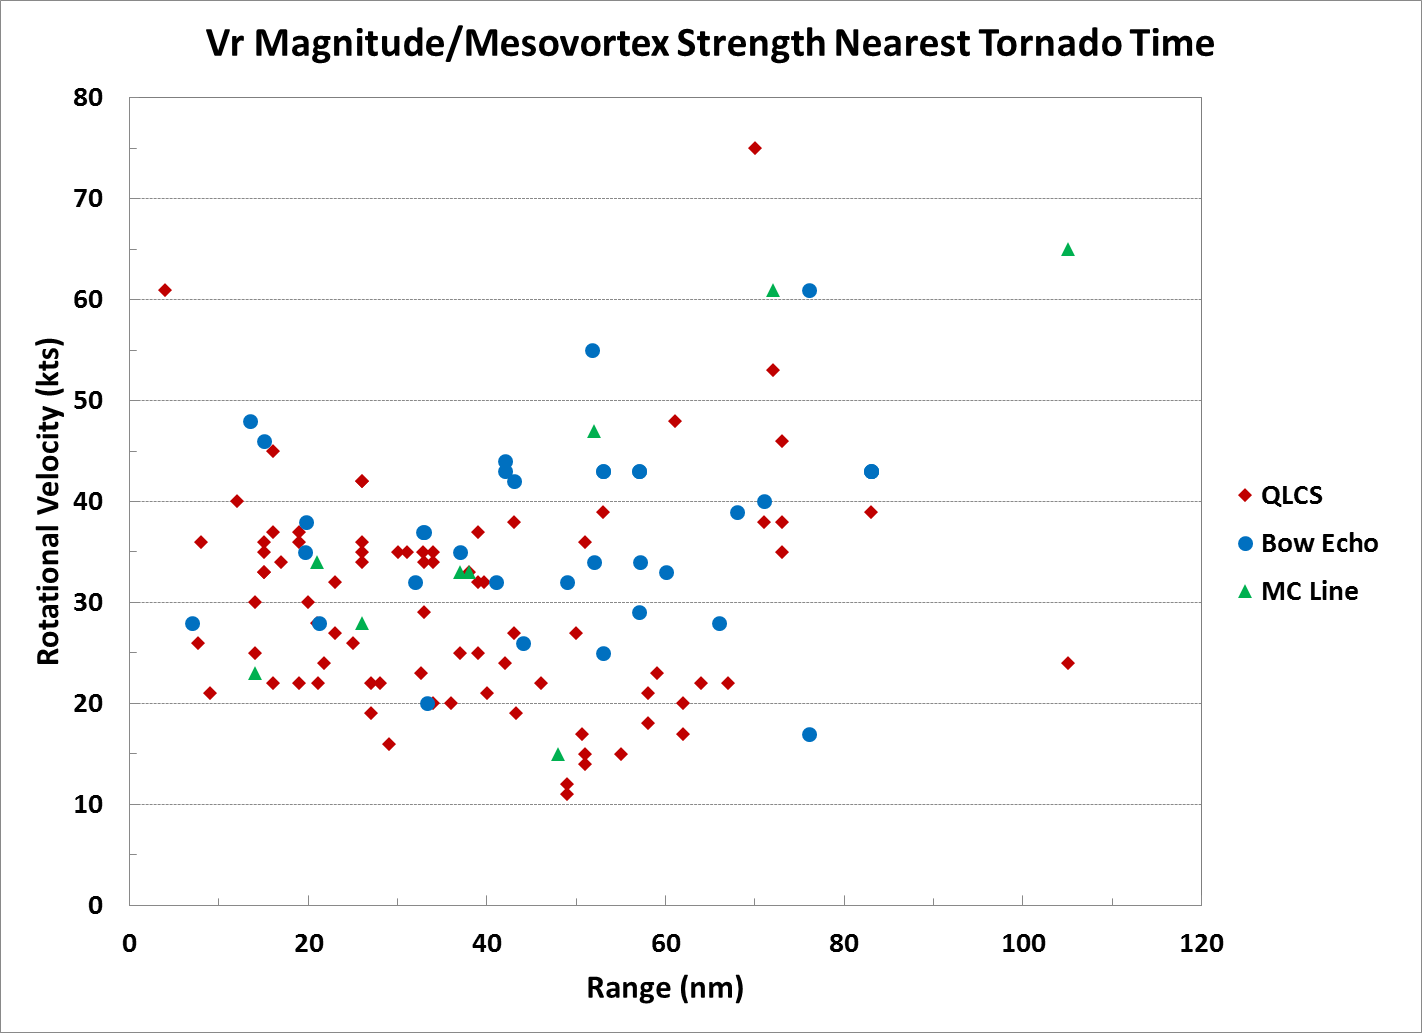 Vr Magnitude/Mesovortex Strength Nearest Tornado Time
80
70
60
50
40
30
20
10
0
Rotational Velocity (kts)
0 20 40 60 80 100 120
Range (nm)
QLCS
Bow Echo
MC Line